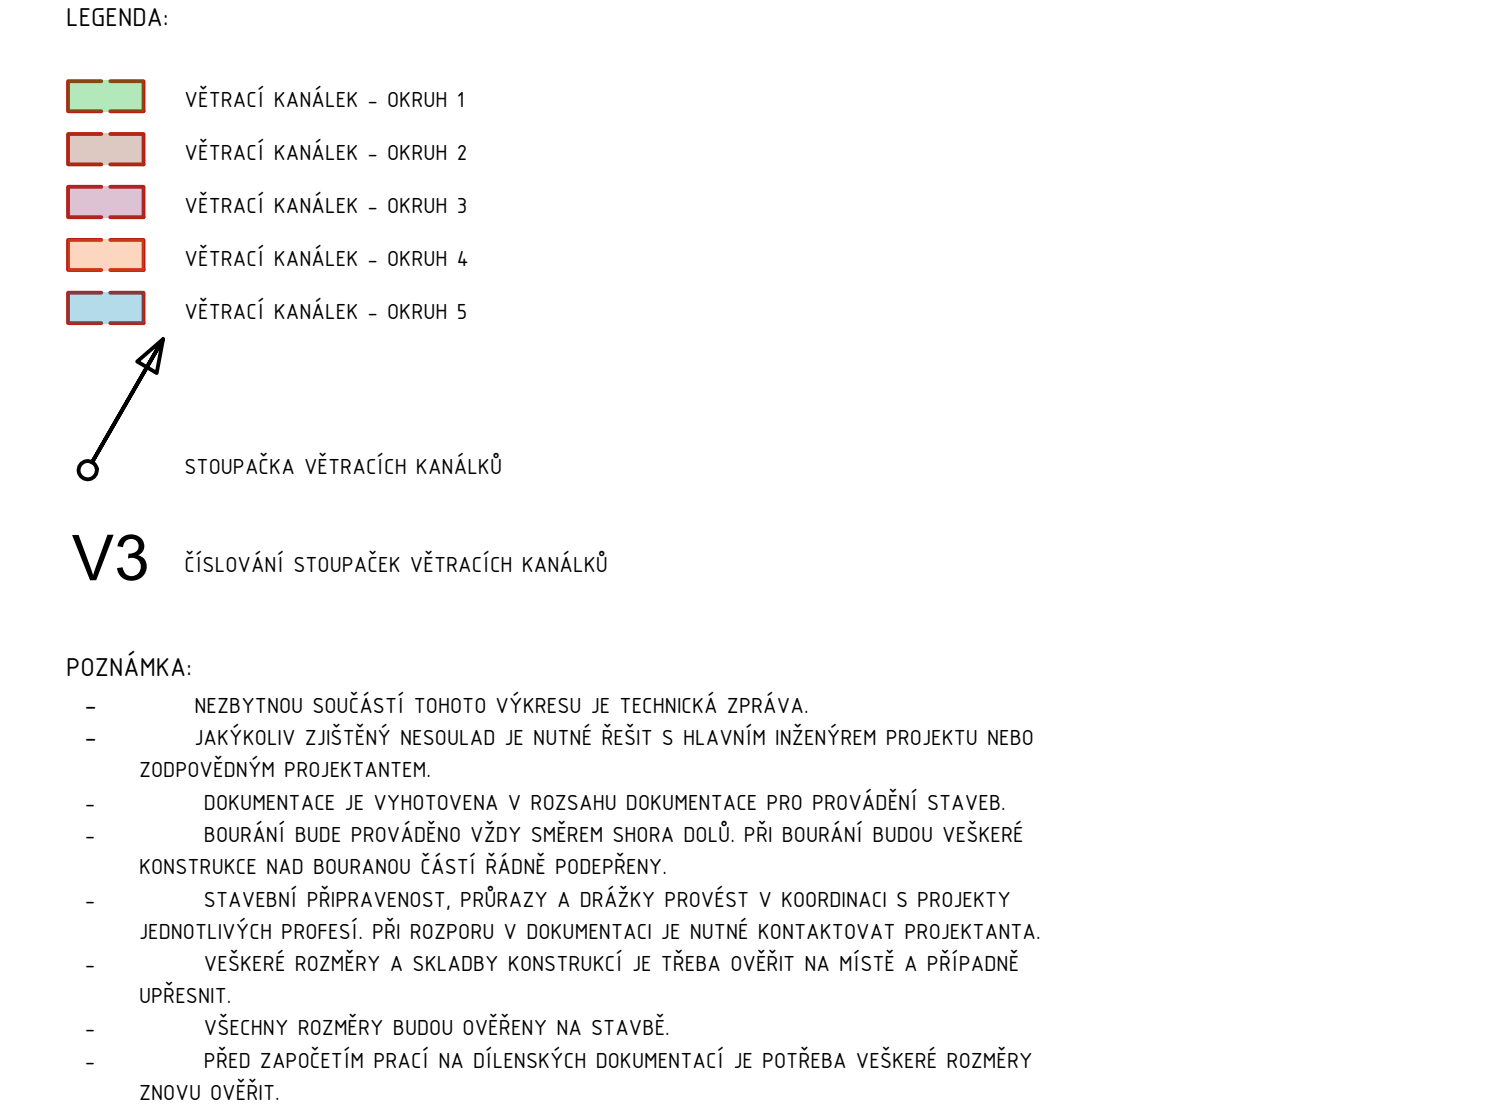 LEGENDA:
VĚTRACÍ KANÁLEK - OKRUH 1
VĚTRACÍ KANÁLEK - OKRUH 2
VĚTRACÍ KANÁLEK - OKRUH 3
VĚTRACÍ KANÁLEK - OKRUH 4
VĚTRACÍ KANÁLEK - OKRUH 5
STOUPAČKA VĚTRACÍCH KANÁLKŮ
V3 ČÍSLOVÁNÍ STOUPAČEK VĚTRACÍCH KANÁLKŮ
POZNÁMKA:
- NEZBYTNOU SOUČÁSTÍ TOHOTO VÝKRESU JE TECHNICKÁ ZPRÁVA.
- JAKÝKOLIV ZJIŠTĚNÝ NESOULAD JE NUTNÉ ŘEŠIT S HLAVNÍM INŽENÝREM PROJEKTU NEBO
ZODPOVĚDNÝM PROJEKTANTEM.
- DOKUMENTACE JE VYHOTOVENA V ROZSAHU DOKUMENTACE PRO PROVÁDĚNÍ STAVEB.
- BOURÁNÍ BUDE PROVÁDĚNO VŽDY SMĚREM SHORA DOLŮ. PŘI BOURÁNÍ BUDOU VEŠKERÉ
KONSTRUKCE NAD BOURANOU ČÁSTÍ ŘÁDNĚ PODEPŘENY.
- STAVEBNÍ PŘIPRAVENOST, PRŮRAZY A DRÁŽKY PROVÉST V KOORDINACI S PROJEKTY
JEDNOTLIVÝCH PROFESÍ. PŘI ROZPORU V DOKUMENTACI JE NUTNÉ KONTAKTOVAT PROJEKTANTA.
- VEŠKERÉ ROZMĚRY A SKLADBY KONSTRUKCÍ JE TŘEBA OVĚŘIT NA MÍSTĚ A PŘÍPADNĚ
UPŘESNIT.
- VŠECHNY ROZMĚRY BUDOU OVĚŘENY NA STAVBĚ.
- PŘED ZAPOČETÍM PRACÍ NA DÍLENSKÝCH DOKUMENTACÍ JE POTŘEBA VEŠKERÉ ROZMĚRY
ZNOVU OVĚŘIT.